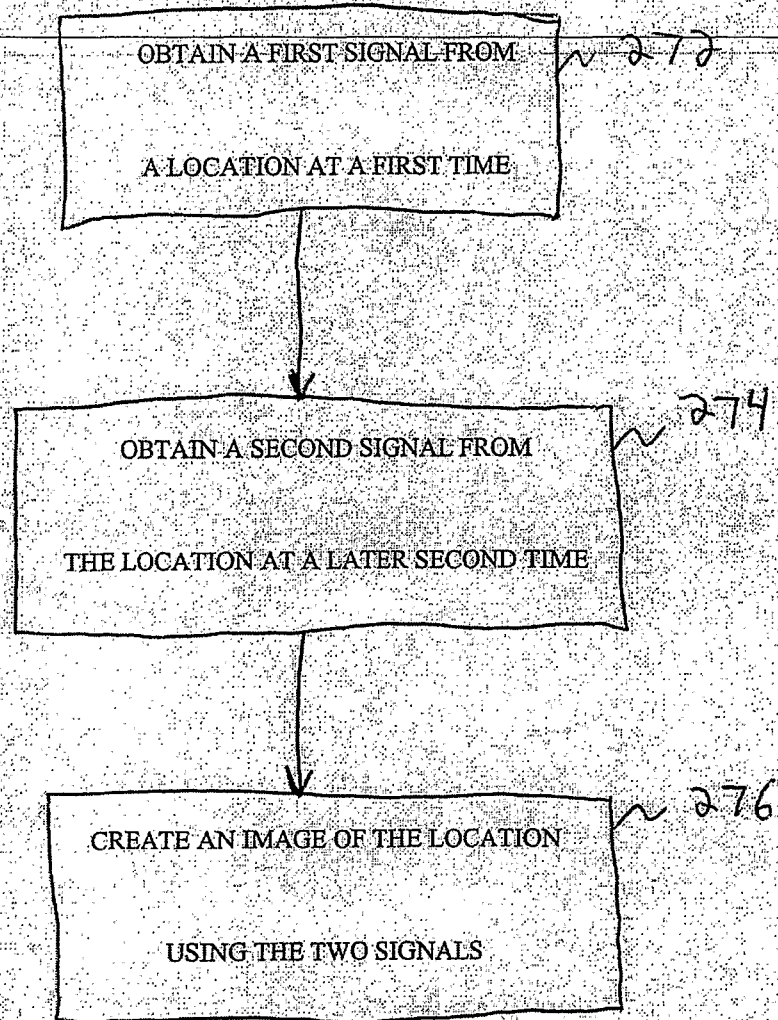 OBTAIN A FIRST SIGNAL FROM
272
A LOCATION AT A FIRST TIME
274
OBTAIN A SECOND SIGNAL FROM
THE LOCATION AT A LATER SECOND TIME
276
CREATE AN IMAGE OF THE LOCATION
USING THE TWO SIGNALS